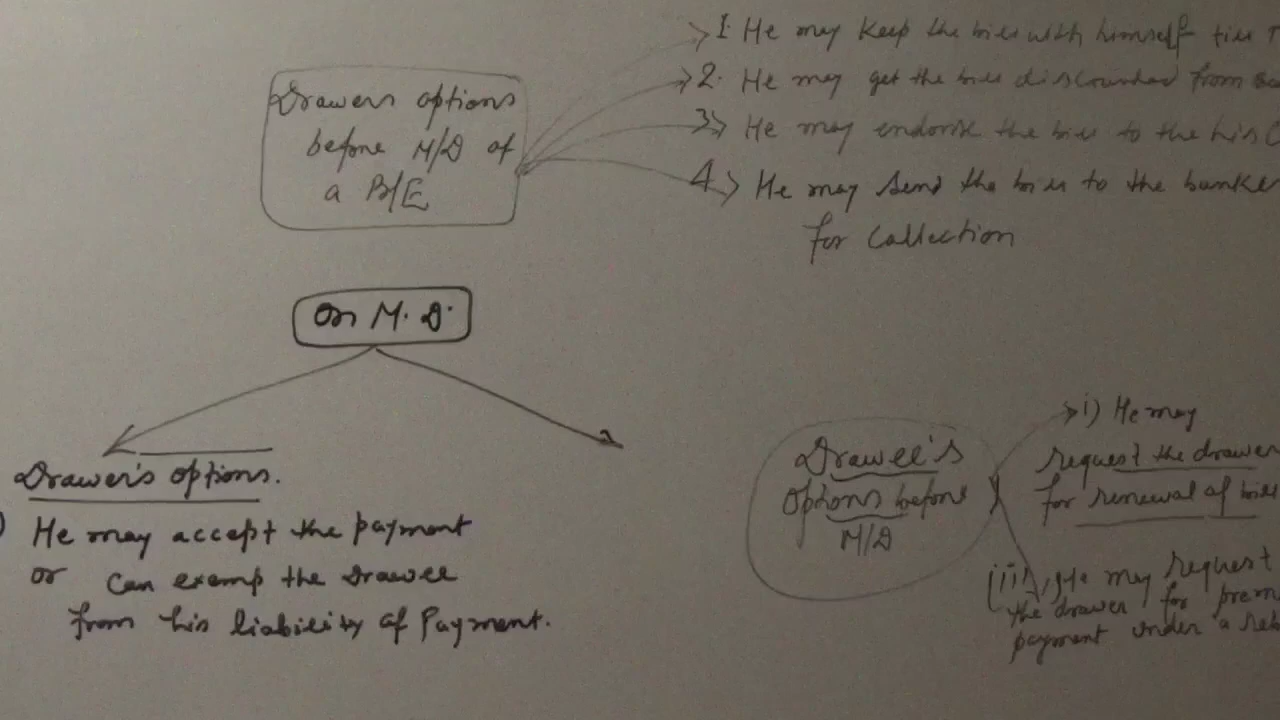 Drawers options
before M/D of
a B/E
1. He may keep the bill with himself till
2. He may get the bill discounted from
3> He may endorse the bill to the his
4> He may send the bill to the banke
for collection
On M. D.
Drawer's options.
) He may accept the payment
or can exemp the Drawee
from his liability of Payment.
Drawee's
options before
M/D
i) He may
request the drawer
for renewal of bill
(ii) He may request
the drawer for prem
payment under a reb